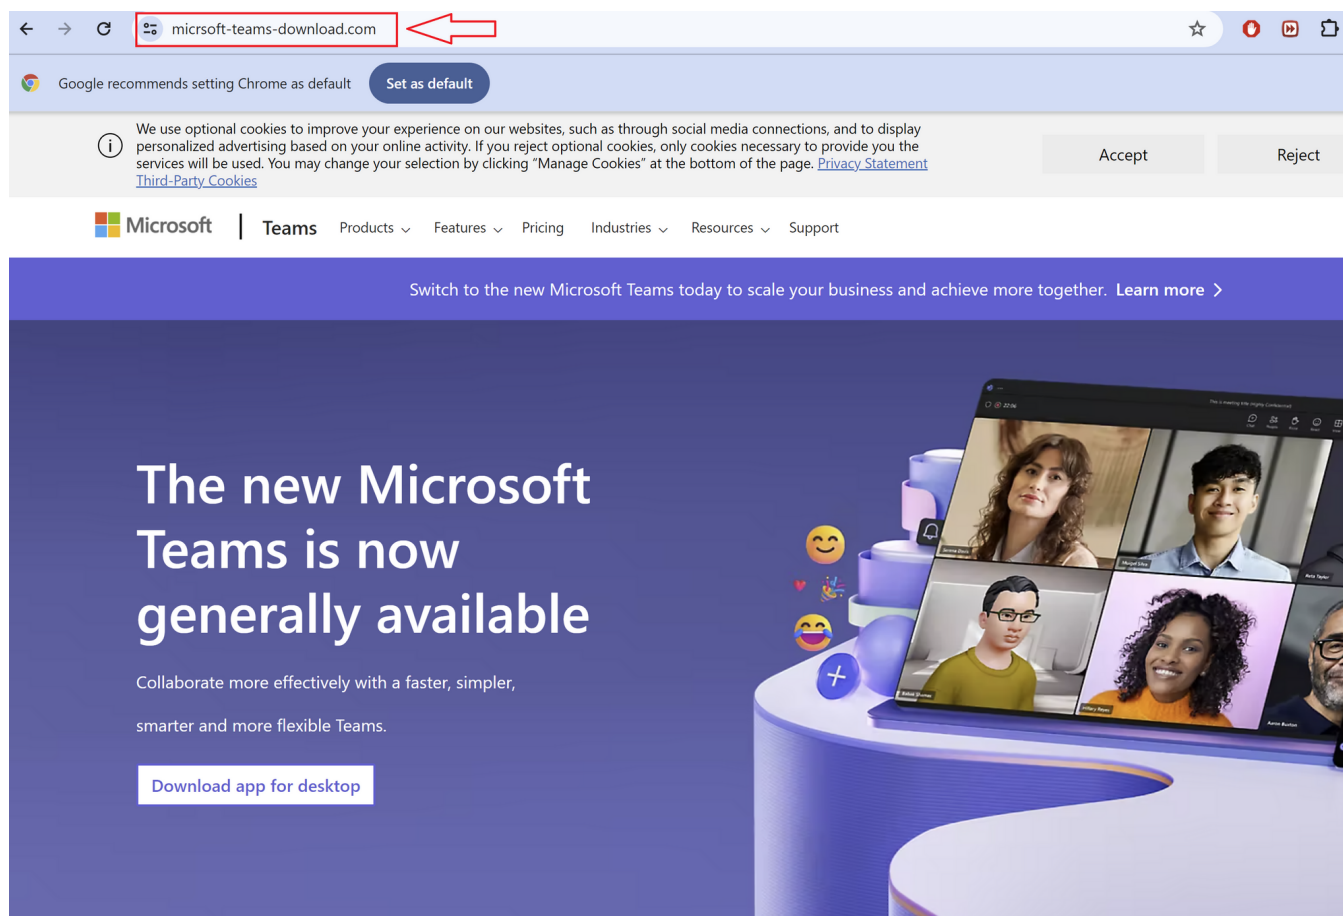 micrsoft-teams-download.com
Google recommends setting Chrome as default
Set as default
We use optional cookies to improve your experience on our websites, such as through social media connections, and to display
personalized advertising based on your online activity. If you reject optional cookies, only cookies necessary to provide you the
services will be used. You may change your selection by clicking “Manage Cookies” at the bottom of the page. Privacy Statement
Third-Party Cookies
Accept
Reject
Microsoft
Teams
Products
Features
Pricing
Industries
Resources
Support
Switch to the new Microsoft Teams today to scale your business and achieve more together. Learn more
22:06
The new Microsoft
Teams is now
generally available
Collaborate more effectively with a faster, simpler,
smarter and more flexible Teams.
Download app for desktop